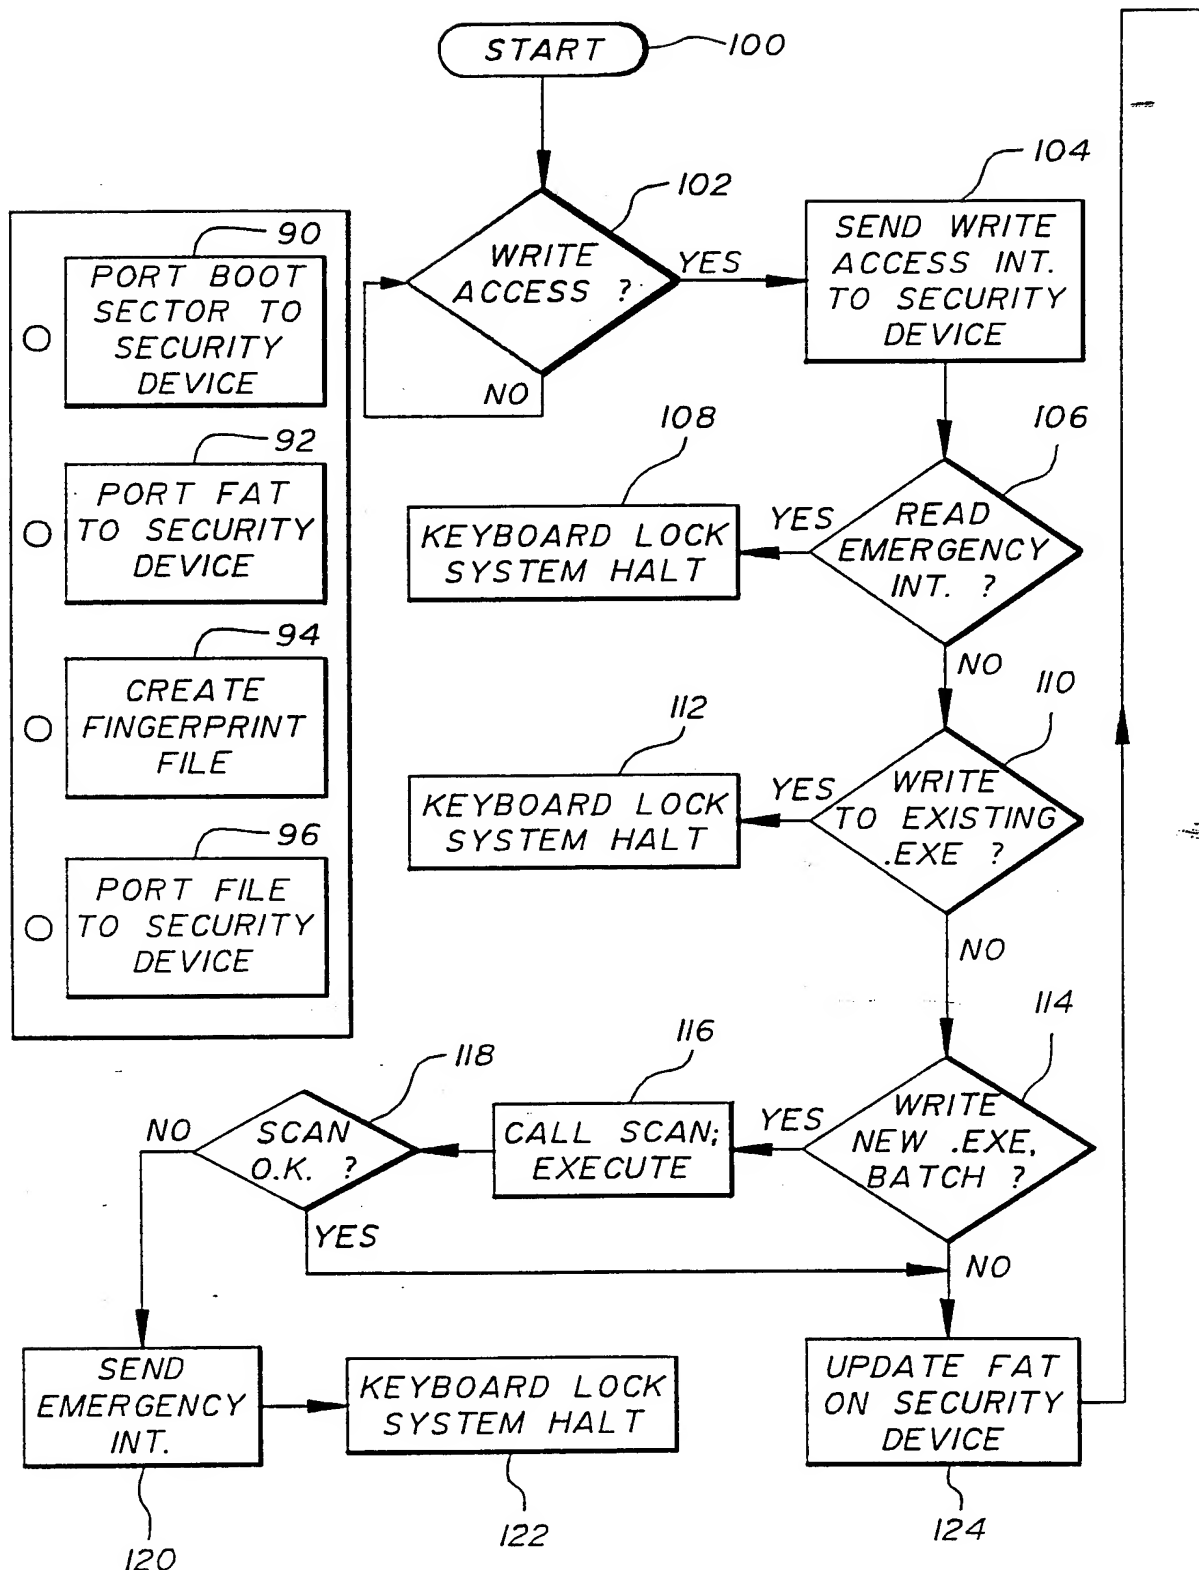 START
100
102
WRITE
ACCESS ?
YES
NO
104
SEND WRITE
ACCESS INT.
TO SECURITY
DEVICE
90
PORT BOOT
SECTOR TO
SECURITY
DEVICE
92
PORT FAT
TO SECURITY
DEVICE
94
CREATE
FINGERPRINT
FILE
96
PORT FILE
TO SECURITY
DEVICE
106
READ
EMERGENCY
INT. ?
YES
NO
108
KEYBOARD LOCK
SYSTEM HALT
110
WRITE
TO EXISTING
.EXE ?
YES
NO
112
KEYBOARD LOCK
SYSTEM HALT
114
WRITE
NEW .EXE,
BATCH ?
YES
NO
116
CALL SCAN;
EXECUTE
118
SCAN
O.K. ?
NO
YES
SEND
EMERGENCY
INT.
120
KEYBOARD LOCK
SYSTEM HALT
122
UPDATE FAT
ON SECURITY
DEVICE
124